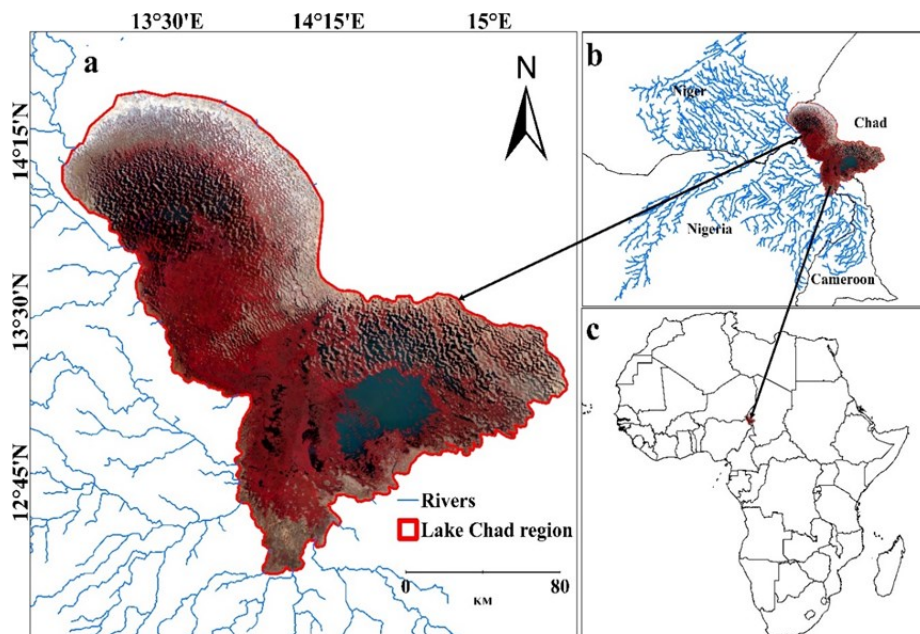 13°30'E 14°15'E 15°E
a
N
14°15'N
13°30'N
12°45'N
Rivers
Lake Chad region
0 80
KM
b
Niger
Chad
Nigeria
Cameroon
c